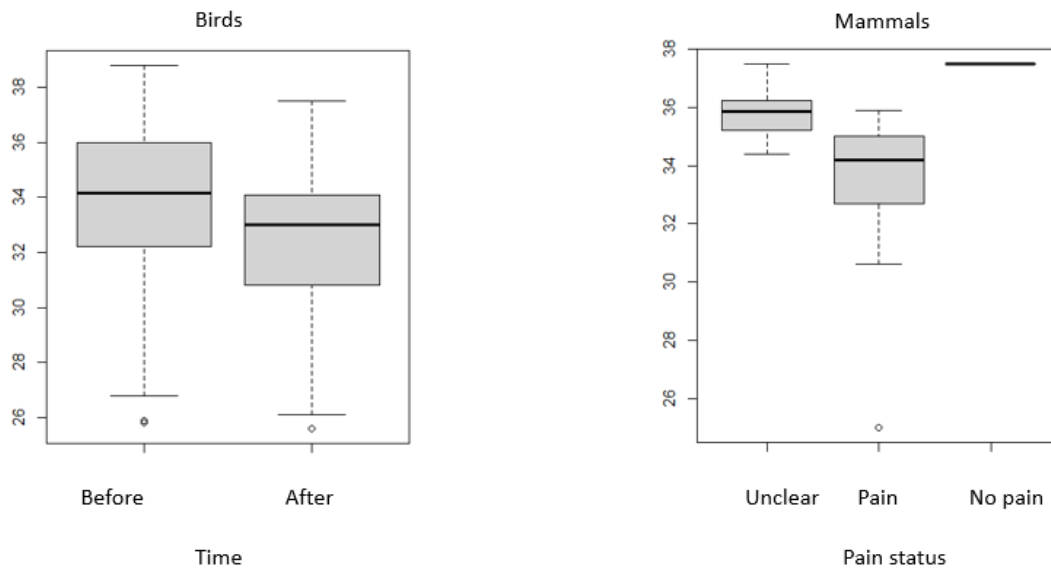 Birds
38
36
34
32
30
28
26
Before After
Time
Mammals
38
36
34
32
30
28
26
Unclear Pain No pain
Pain status